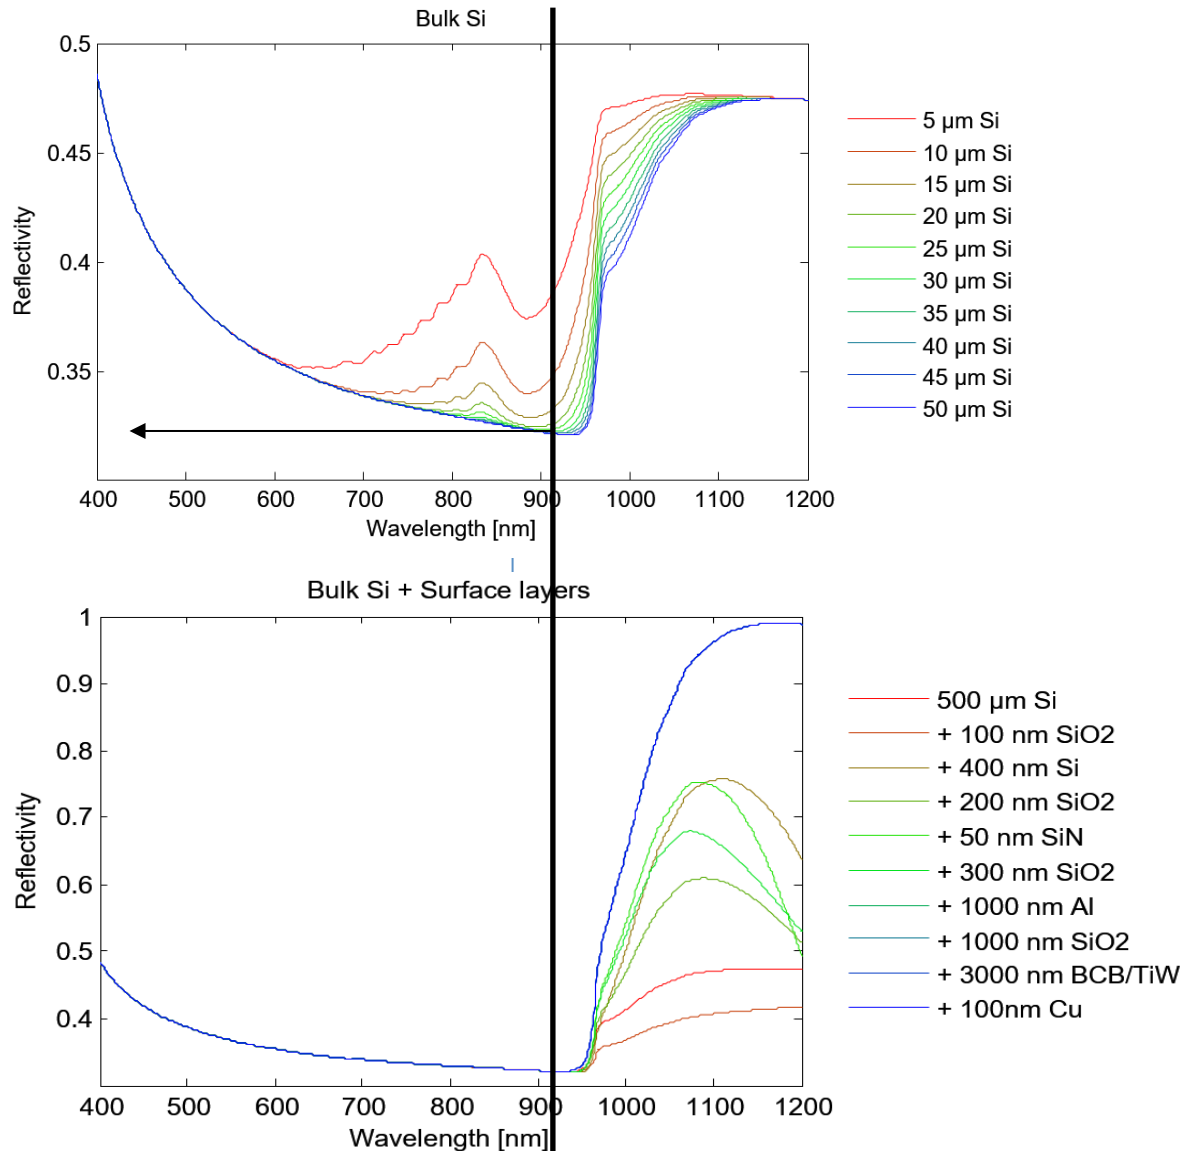 Bulk Si
0.5
0.45
0.4
0.35
Reflectivity
400 500 600 700 800 900 1000 1100 1200
Wavelength [nm]
5 µm Si
10 µm Si
15 µm Si
20 µm Si
25 µm Si
30 µm Si
35 µm Si
40 µm Si
45 µm Si
50 µm Si
Bulk Si + Surface layers
1
0.9
0.8
0.7
0.6
0.5
0.4
Reflectivity
400 500 600 700 800 900 1000 1100 1200
Wavelength [nm]
500 µm Si
+ 100 nm SiO2
+ 400 nm Si
+ 200 nm SiO2
+ 50 nm SiN
+ 300 nm SiO2
+ 1000 nm Al
+ 1000 nm SiO2
+ 3000 nm BCB/TiW
+ 100nm Cu